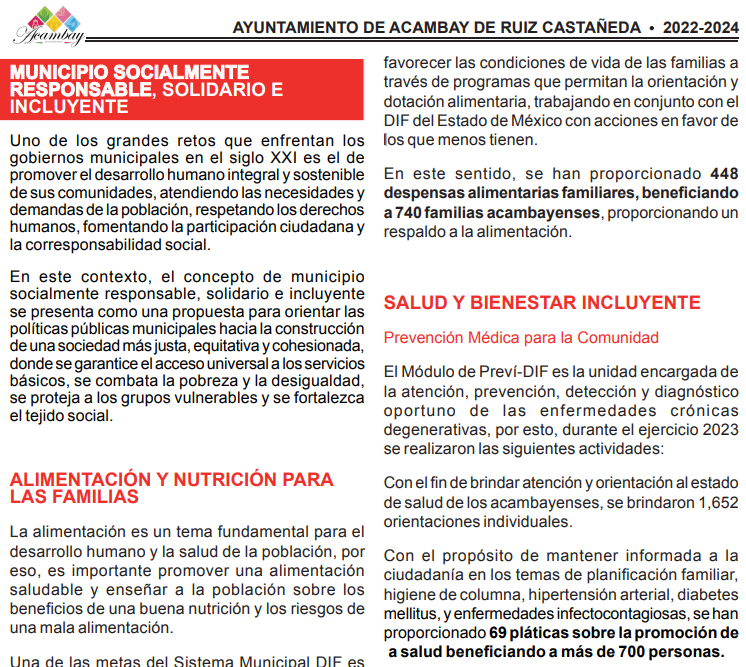 Acambay
AYUNTAMIENTO DE ACAMBAY DE RUIZ CASTAÑEDA • 2022-2024
MUNICIPIO SOCIALMENTE
RESPONSABLE, SOLIDARIO E
INCLUYENTE
Uno de los grandes retos que enfrentan los
gobiernos municipales en el siglo XXI es el de
promover el desarrollo humano integral y sostenible
de sus comunidades, atendiendo las necesidades y
demandas de la población, respetando los derechos
humanos, fomentando la participación ciudadana y
la corresponsabilidad social.
En este contexto, el concepto de municipio
socialmente responsable, solidario e incluyente
se presenta como una propuesta para orientar las
políticas públicas municipales hacia la construcción
de una sociedad más justa, equitativa y cohesionada,
donde se garantice el acceso universal a los servicios
básicos, se combata la pobreza y la desigualdad,
se proteja a los grupos vulnerables y se fortalezca
el tejido social.
ALIMENTACIÓN Y NUTRICIÓN PARA
LAS FAMILIAS
La alimentación es un tema fundamental para el
desarrollo humano y la salud de la población, por
eso, es importante promover una alimentación
saludable y enseñar a la población sobre los
beneficios de una buena nutrición y los riesgos de
una mala alimentación.
Una de las metas del Sistema Municipal DIF es
favorecer las condiciones de vida de las familias a
través de programas que permitan la orientación y
dotación alimentaria, trabajando en conjunto con el
DIF del Estado de México con acciones en favor de
los que menos tienen.
En este sentido, se han proporcionado 448
despensas alimentarias familiares, beneficiando
a 740 familias acambayenses, proporcionando un
respaldo a la alimentación.
SALUD Y BIENESTAR INCLUYENTE
Prevención Médica para la Comunidad
El Módulo de Preví-DIF es la unidad encargada de
la atención, prevención, detección y diagnóstico
oportuno de las enfermedades crónicas
degenerativas, por esto, durante el ejercicio 2023
se realizaron las siguientes actividades:
Con el fin de brindar atención y orientación al estado
de salud de los acambayenses, se brindaron 1,652
orientaciones individuales.
Con el propósito de mantener informada a la
ciudadanía en los temas de planificación familiar,
higiene de columna, hipertensión arterial, diabetes
mellitus, y enfermedades infectocontagiosas, se han
proporcionado 69 pláticas sobre la promoción de
a salud beneficiando a más de 700 personas.